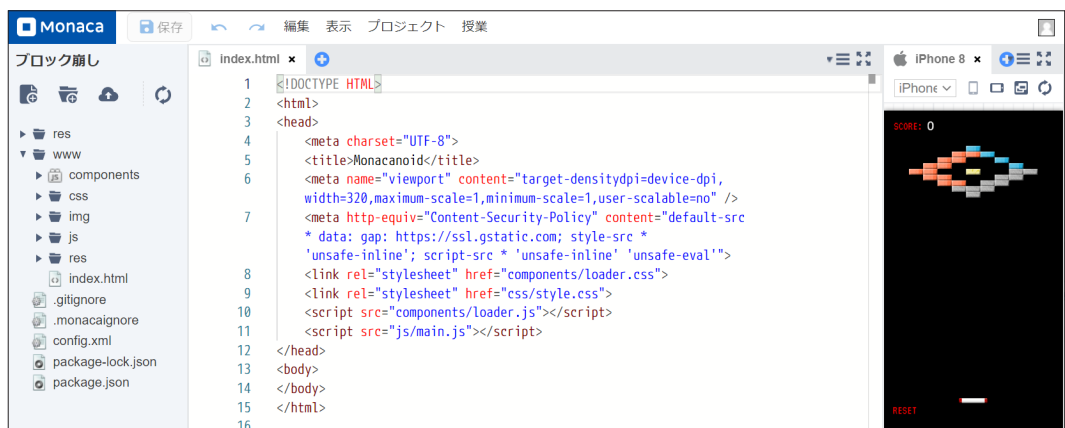 Monaca 保存 編集 表示 プロジェクト 授業
ブロック崩し
res
www
components
css
img
js
res
index.html
.gitignore
.monacaignore
config.xml
package-lock.json
package.json
index.html ×
1 <!DOCTYPE HTML>
2 <html>
3 <head>
4 <meta charset="UTF-8">
5 <title>Monacanoid</title>
6 <meta name="viewport" content="target-densitydpi=device-dpi,
width=320,maximum-scale=1,minimum-scale=1,user-scalable=no" />
7 <meta http-equiv="Content-Security-Policy" content="default-src
* data: gap: https://ssl.gstatic.com; style-src *
'unsafe-inline'; script-src * 'unsafe-inline' 'unsafe-eval'">
8 <link rel="stylesheet" href="components/loader.css">
9 <link rel="stylesheet" href="css/style.css">
10 <script src="components/loader.js"></script>
11 <script src="js/main.js"></script>
12 </head>
13 <body>
14 </body>
15 </html>
16
iPhone 8 ×
iPhone
SCORE: 0
RESET